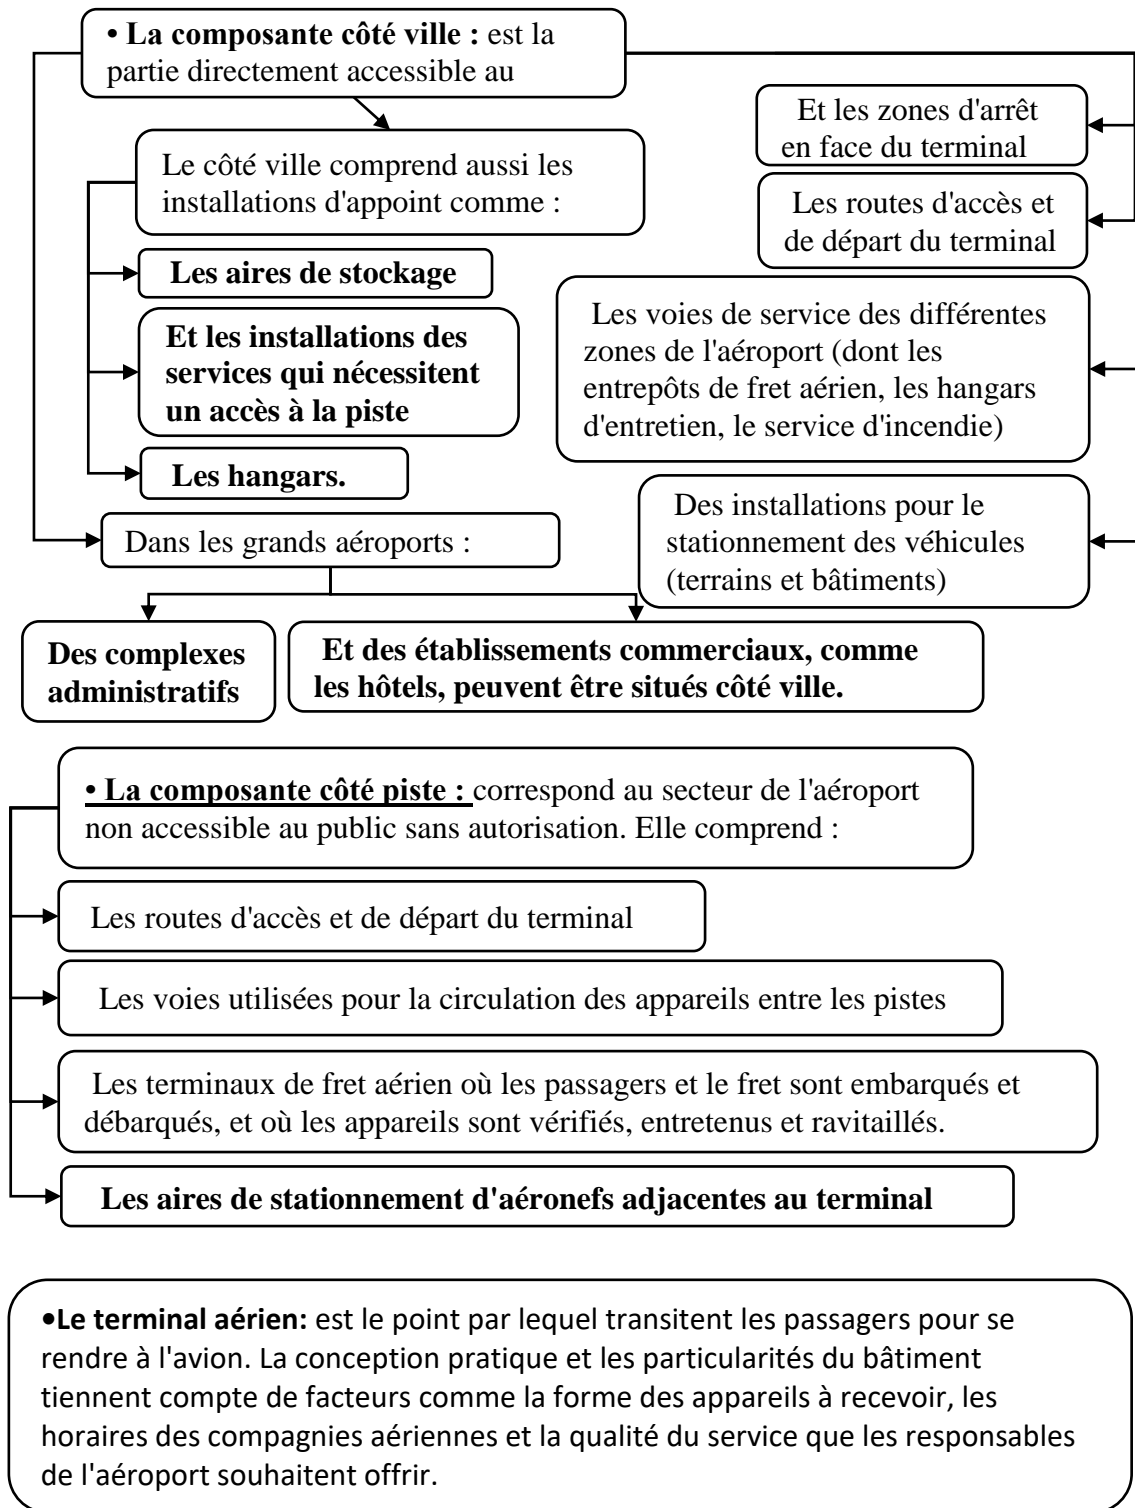 • La composante côté ville : est la
partie directement accessible au
Et les zones d'arrêt
en face du terminal
Le côté ville comprend aussi les
installations d'appoint comme :
Les routes d'accès et
de départ du terminal
Les aires de stockage
Et les installations des
services qui nécessitent
un accès à la piste
Les hangars.
Les voies de service des différentes
zones de l'aéroport (dont les
entrepôts de fret aérien, les hangars
d'entretien, le service d'incendie)
Des installations pour le
stationnement des véhicules
(terrains et bâtiments)
Dans les grands aéroports :
Des complexes
administratifs
Et des établissements commerciaux, comme
les hôtels, peuvent être situés côté ville.
• La composante côté piste : correspond au secteur de l'aéroport
non accessible au public sans autorisation. Elle comprend :
Les routes d'accès et de départ du terminal
Les voies utilisées pour la circulation des appareils entre les pistes
Les terminaux de fret aérien où les passagers et le fret sont embarqués et
débarqués, et où les appareils sont vérifiés, entretenus et ravitaillés.
Les aires de stationnement d'aéronefs adjacentes au terminal
•Le terminal aérien: est le point par lequel transitent les passagers pour se
rendre à l'avion. La conception pratique et les particularités du bâtiment
tiennent compte de facteurs comme la forme des appareils à recevoir, les
horaires des compagnies aériennes et la qualité du service que les responsables
de l'aéroport souhaitent offrir.